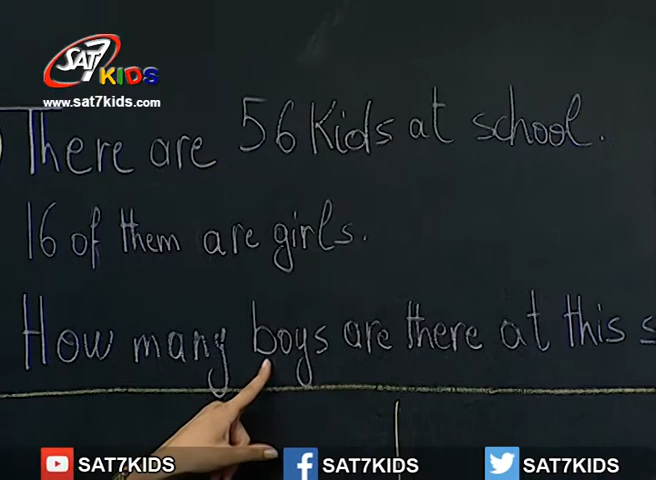 SAT7
KIDS
www.sat7kids.com
There are 56 Kids at school.
16 of them are girls.
How many boys are there at this s
SAT7KIDS
SAT7KIDS
SAT7KIDS